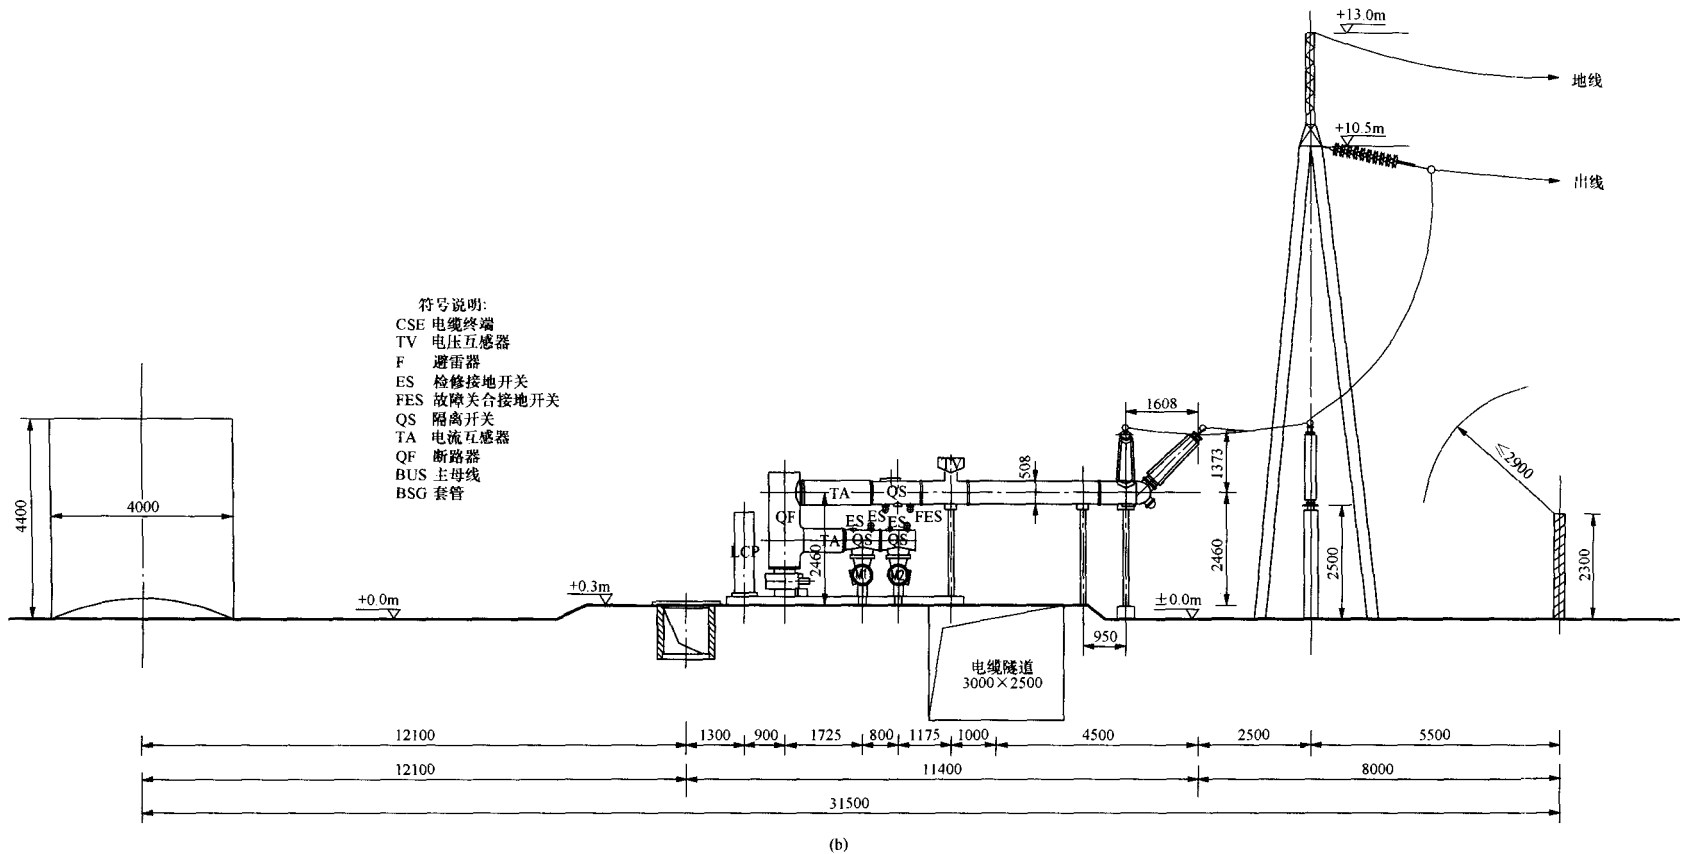 +13.0m
地线
+10.5m
出线
符号说明:
CSE 电缆终端
TV 电压互感器
F 避雷器
ES 检修接地开关
FES 故障关合接地开关
QS 隔离开关
TA 电流互感器
QF 断路器
BUS 主母线
BSG 套管
1608
≤2900
4400
4000
TV
508
1373
TA
QS
QF
ES
ES
ES
FES
LCP
TA
QS
QS
2460
M1
M2
2460
2500
2300
+0.3m
+0.0m
±0.0m
950
电缆隧道
3000×2500
12100
1300
900
1725
800
1175
1000
4500
2500
5500
12100
11400
8000
31500
(b)